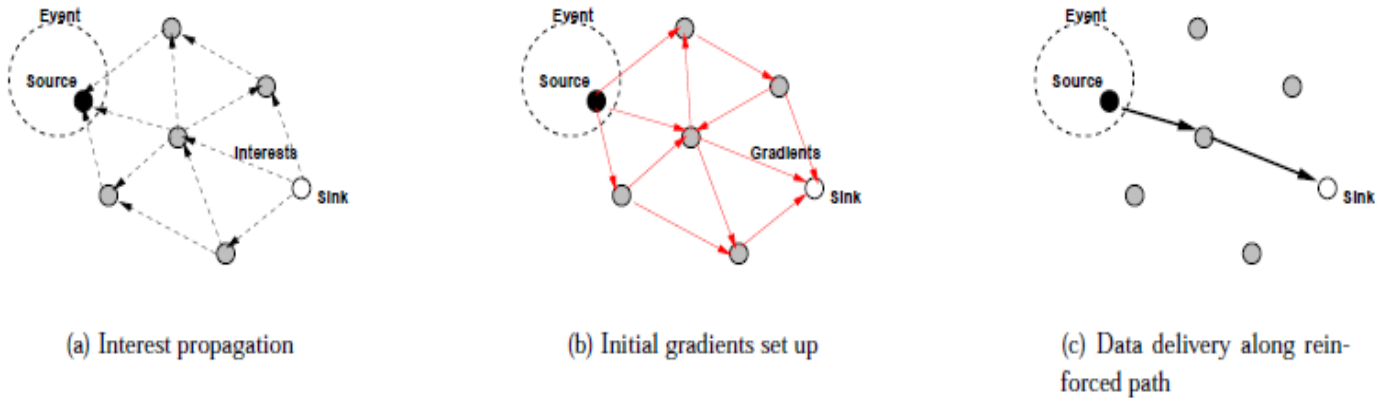 Event
Source
Interests
Sink
(a) Interest propagation
Event
Source
Gradients
Sink
(b) Initial gradients set up
Event
Source
Sink
(c) Data delivery along rein-
forced path